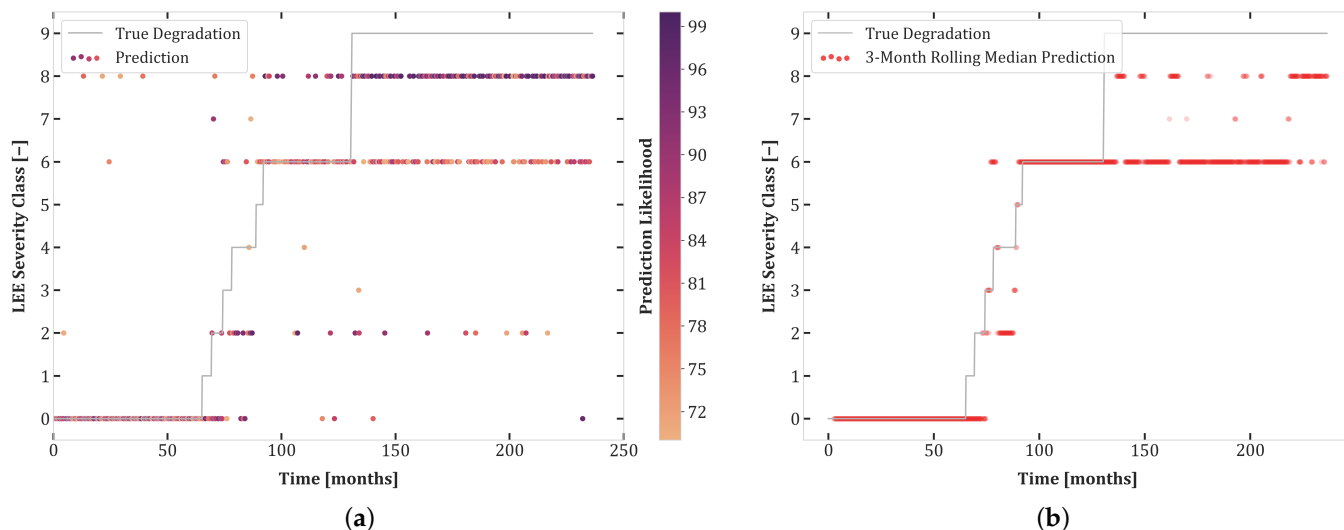 True Degradation
Prediction
LEE Severity Class [−]
9
8
7
6
5
4
3
2
1
0
0 50 100 150 200 250
Time [months]
(a)
Prediction Likelihood
99
96
93
90
87
84
81
78
75
72
True Degradation
3-Month Rolling Median Prediction
LEE Severity Class [−]
9
8
7
6
5
4
3
2
1
0
0 50 100 150 200
Time [months]
(b)